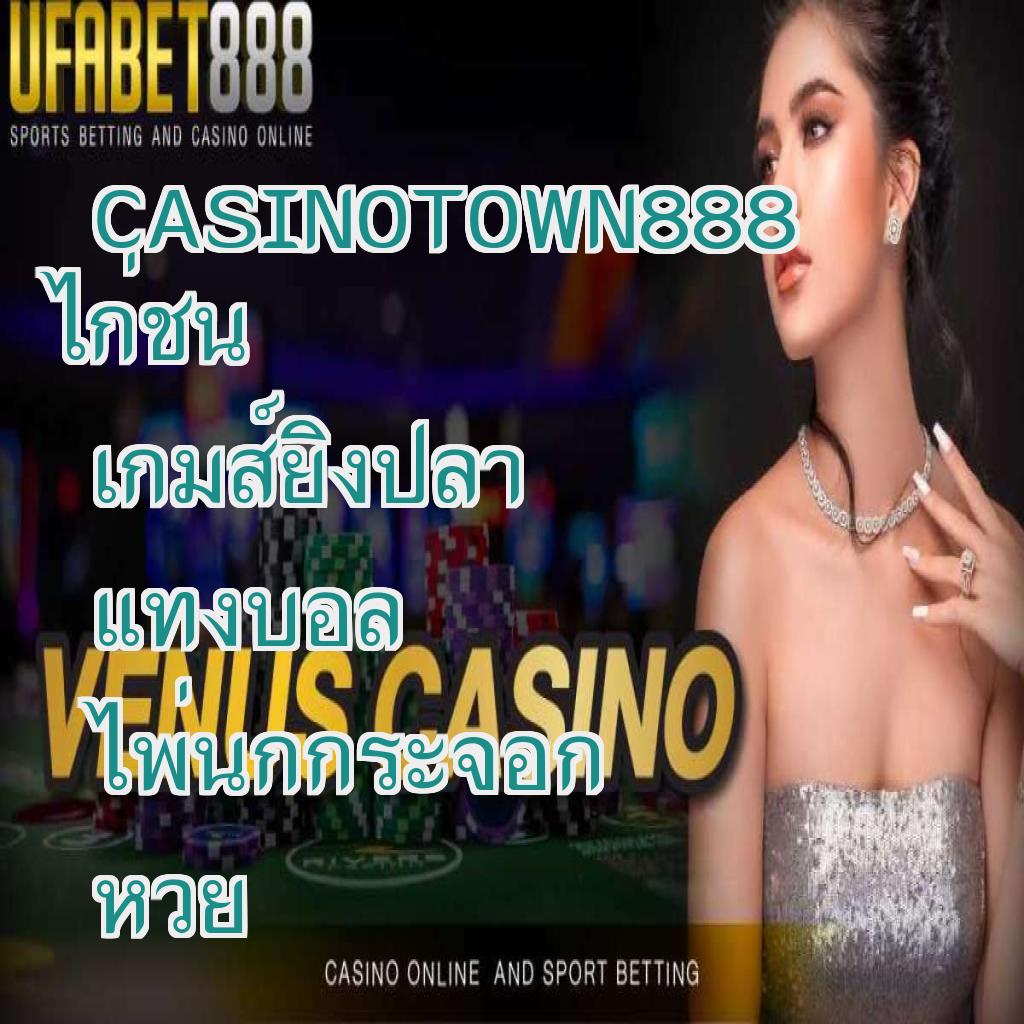 UFABET888
SPORTS BETTING AND CASINO ONLINE
CASINOTOWN888
ไก่ชน
เกมส์ยิงปลา
แทงบอล
VENUS CASINO
ไพ่นกกระจอก
หวย
CASINO ONLINE AND SPORT BETTING